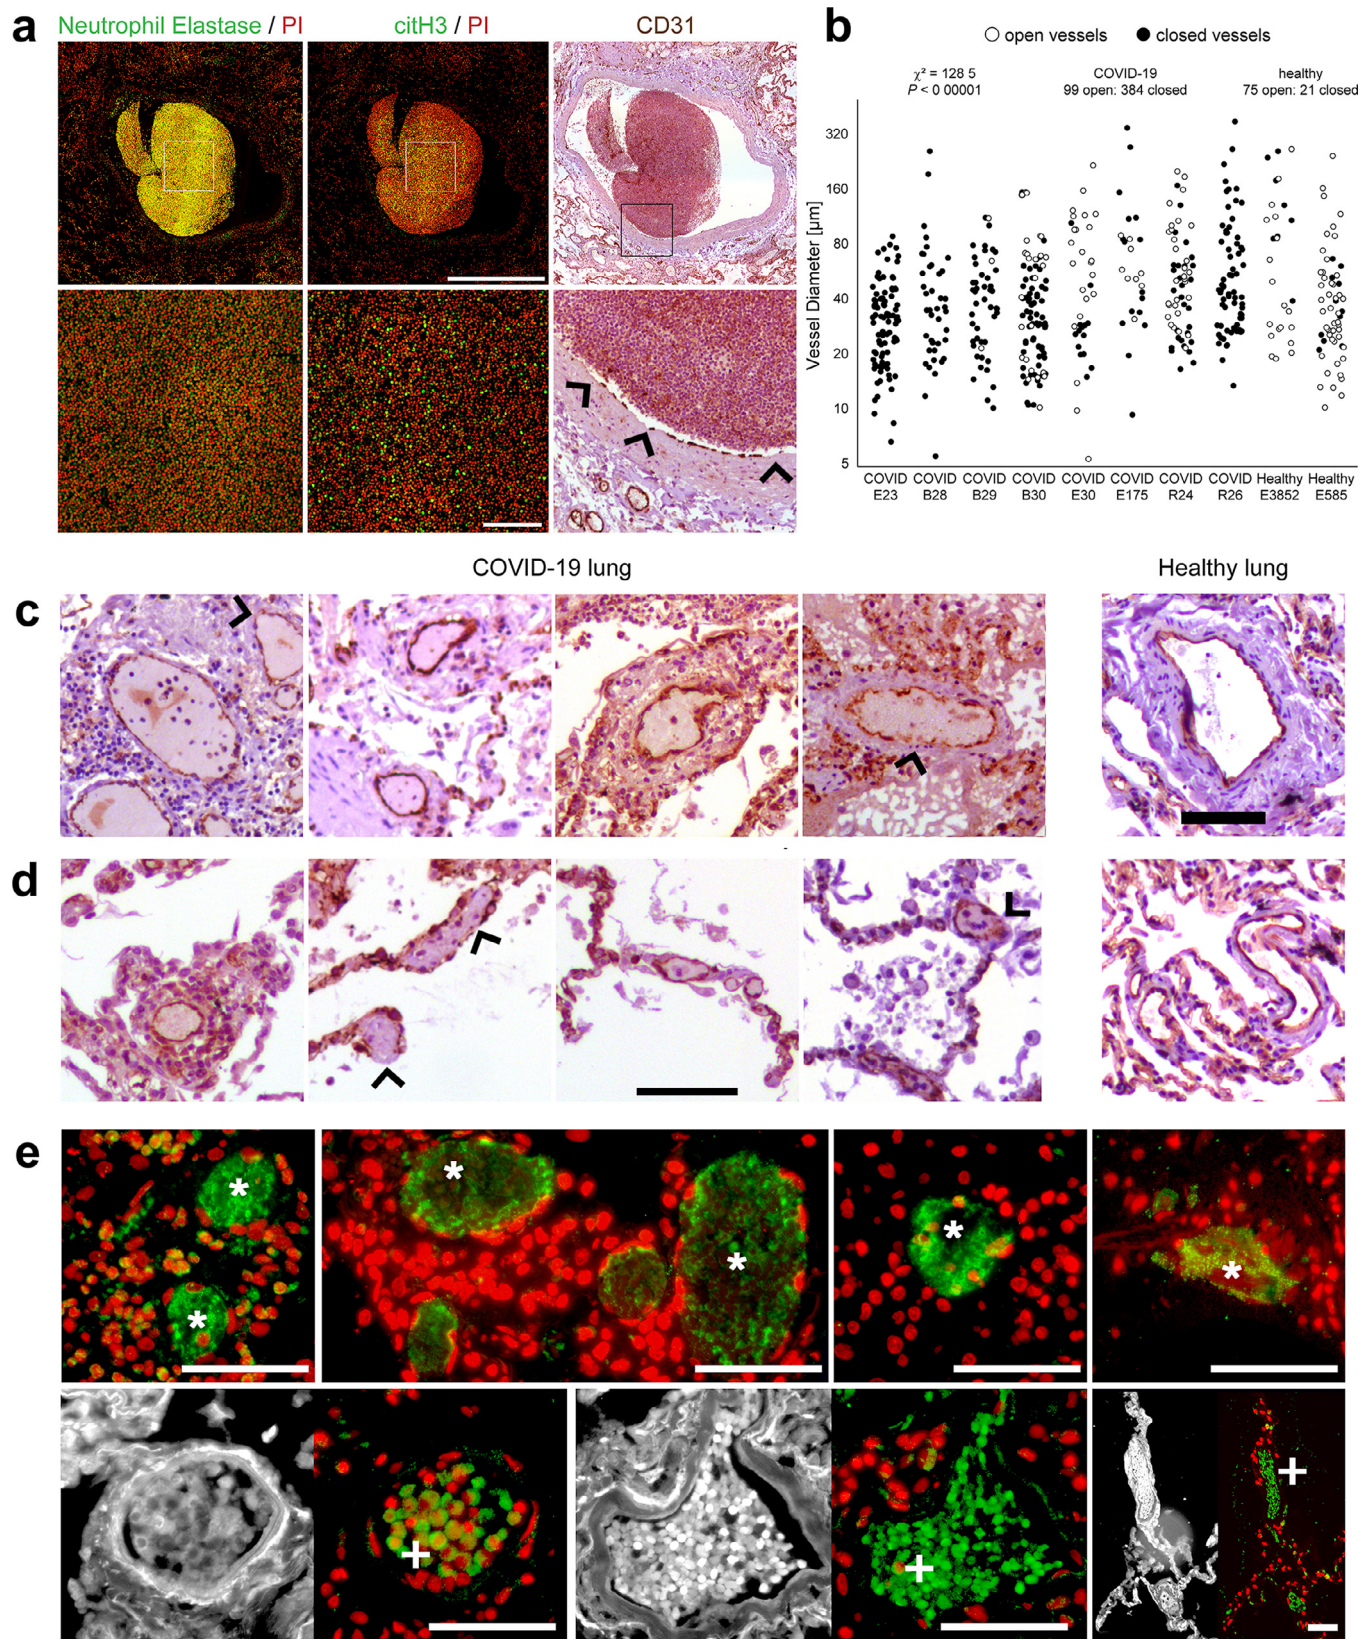 a
Neutrophil Elastase / PI
citH3 / PI
CD31
b
open vessels
closed vessels
χ² = 128 5
P < 0 00001
COVID-19
99 open: 384 closed
healthy
75 open: 21 closed
Vessel Diameter [µm]
320
160
80
40
20
10
5
COVID E23
COVID B28
COVID B29
COVID B30
COVID E30
COVID E175
COVID R24
COVID R26
Healthy E3852
Healthy E585
COVID-19 lung
Healthy lung
c
d
e